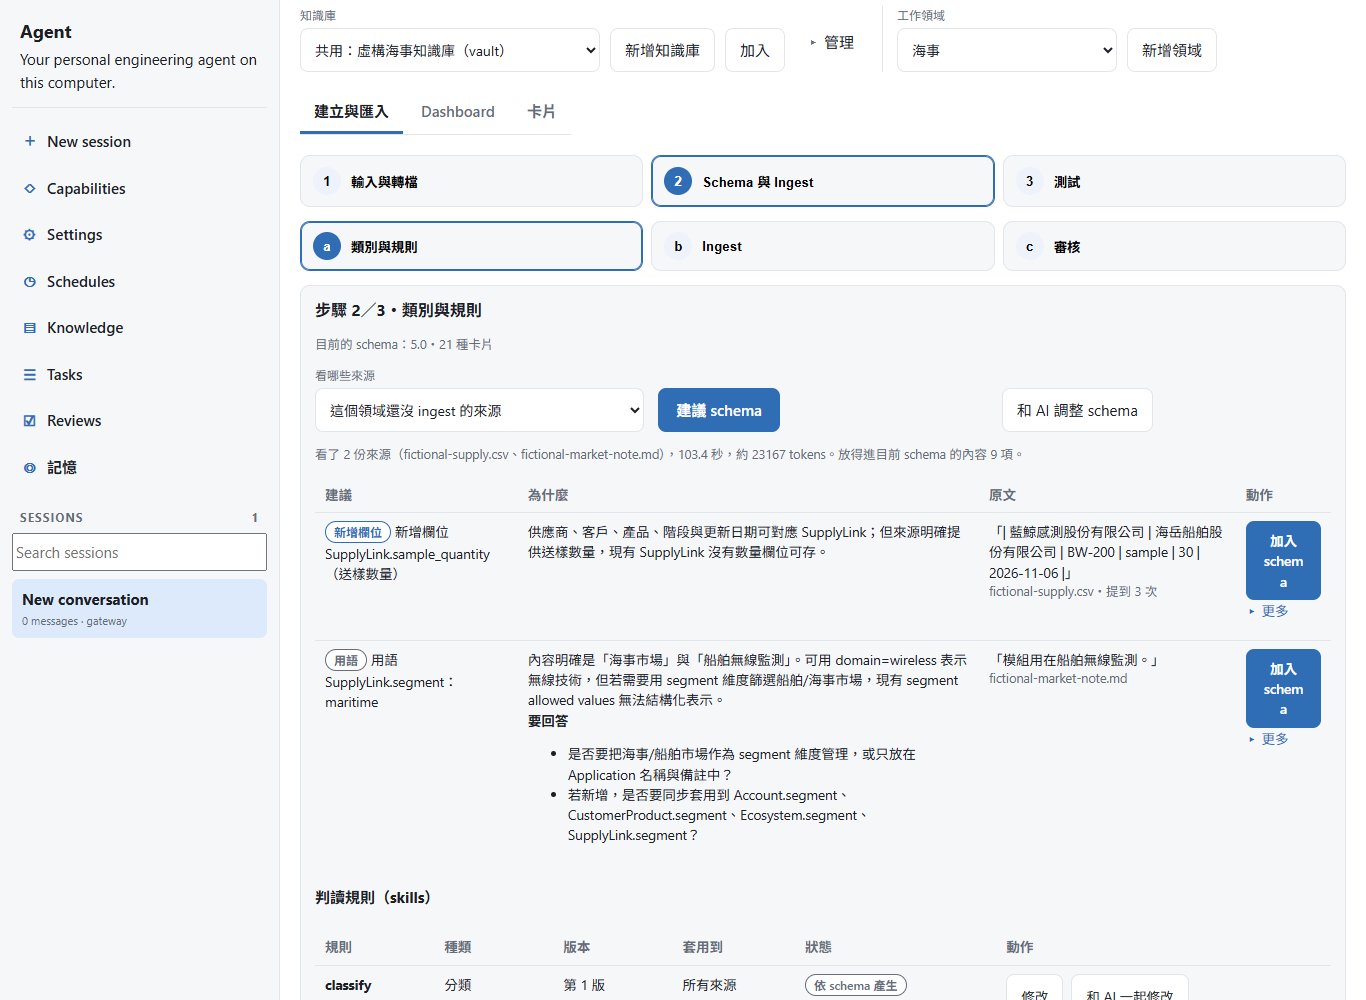 Agent
Your personal engineering agent on
this computer.
New session
Capabilities
Settings
Schedules
Knowledge
Tasks
Reviews
記憶
SESSIONS 1
Search sessions
New conversation
0 messages · gateway
知識庫
共用：虛構海事知識庫（vault）
新增知識庫
加入
管理
工作領域
海事
新增領域
建立與匯入
Dashboard
卡片
1 輸入與轉檔
2 Schema 與 Ingest
3 測試
a 類別與規則
b Ingest
c 審核
步驟 2／3・類別與規則
目前的 schema：5.0・21 種卡片
看哪些來源
這個領域還沒 ingest 的來源
建議 schema
和 AI 調整 schema
看了 2 份來源（fictional-supply.csv、fictional-market-note.md），103.4 秒，約 23167 tokens。放得進目前 schema 的內容 9 項。
建議 為什麼 原文 動作
新增欄位 新增欄位
SupplyLink.sample_quantity
（送樣數量）
供應商、客戶、產品、階段與更新日期可對應 SupplyLink；但來源明確提
供送樣數量，現有 SupplyLink 沒有數量欄位可存。
「| 藍鯨感測股份有限公司 | 海岳船舶股
份有限公司 | BW-200 | sample | 30 |
2026-11-06 |」
fictional-supply.csv・提到 3 次
加入
schem
a
更多
用語 用語
SupplyLink.segment：
maritime
內容明確是「海事市場」與「船舶無線監測」。可用 domain=wireless 表示
無線技術，但若需要用 segment 維度篩選船舶/海事市場，現有 segment
allowed values 無法結構化表示。
要回答
是否要把海事/船舶市場作為 segment 維度管理，或只放在
Application 名稱與備註中？
若新增，是否要同步套用到 Account.segment、
CustomerProduct.segment、Ecosystem.segment、
SupplyLink.segment？
「模組用在船舶無線監測。」
fictional-market-note.md
加入
schem
a
更多
判讀規則（skills）
規則 種類 版本 套用到 狀態 動作
classify 分類 第 1 版 所有來源 依 schema 產生 修改 和 AI 一起修改